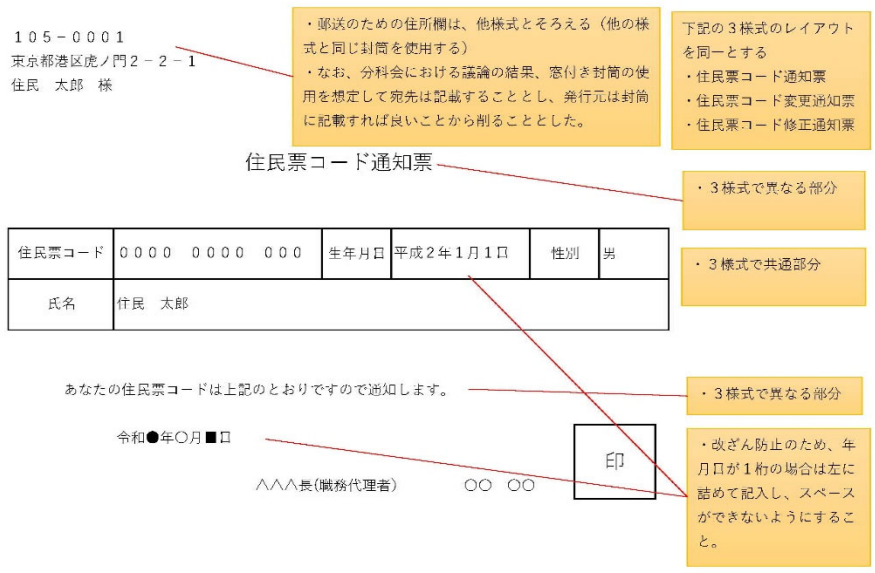 １０５－０００１
東京都港区虎ノ門２－２－１
住民　太郎　様
・郵送のための住所欄は、他様式とそろえる（他の様
式と同じ封筒を使用する）
・なお、分科会における議論の結果、窓付き封筒の使
用を想定して宛先は記載することとし、発行元は封筒
に記載すれば良いことから削ることとした。
下記の３様式のレイアウト
を同一とする
・住民票コード通知票
・住民票コード変更通知票
・住民票コード修正通知票
住民票コード通知票
・３様式で異なる部分
住民票コード　００００　００００　０００　生年月日　平成２年１月１日　性別　男
・３様式で共通部分
氏名　住民　太郎
あなたの住民票コードは上記のとおりですので通知します。
・３様式で異なる部分
令和●年〇月■日
・改ざん防止のため、年
月日が１桁の場合は左に
詰めて記入し、スペース
ができないようにするこ
と。
印
△△△長(職務代理者)　〇〇　〇〇